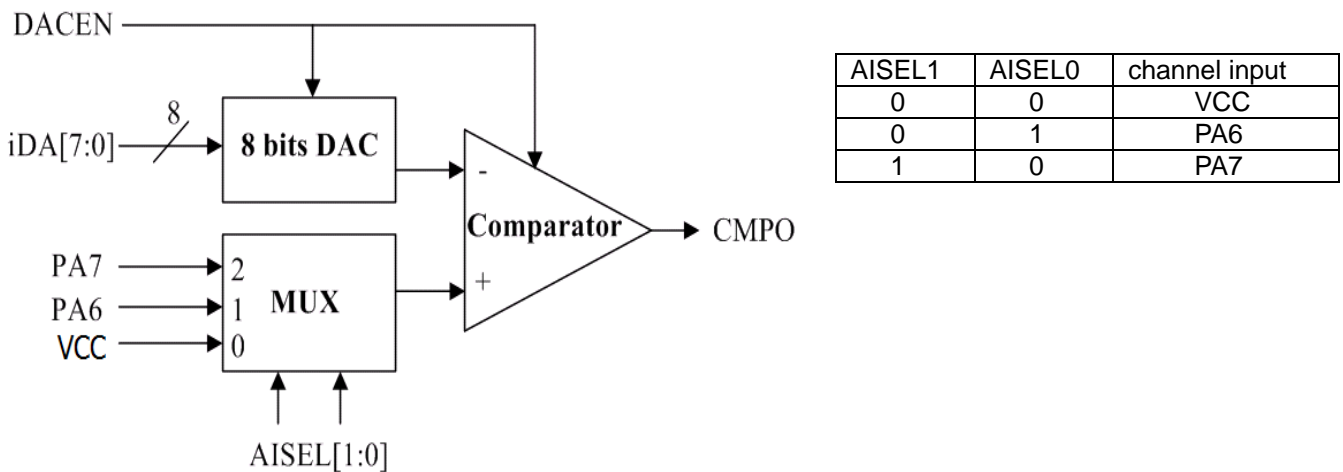 DACEN
8
iDA[7:0]
8 bits DAC
-
Comparator
CMPO
+
PA7
2
PA6
1
MUX
VCC
0
AISEL[1:0]
AISEL1 AISEL0 channel input
0 0 VCC
0 1 PA6
1 0 PA7